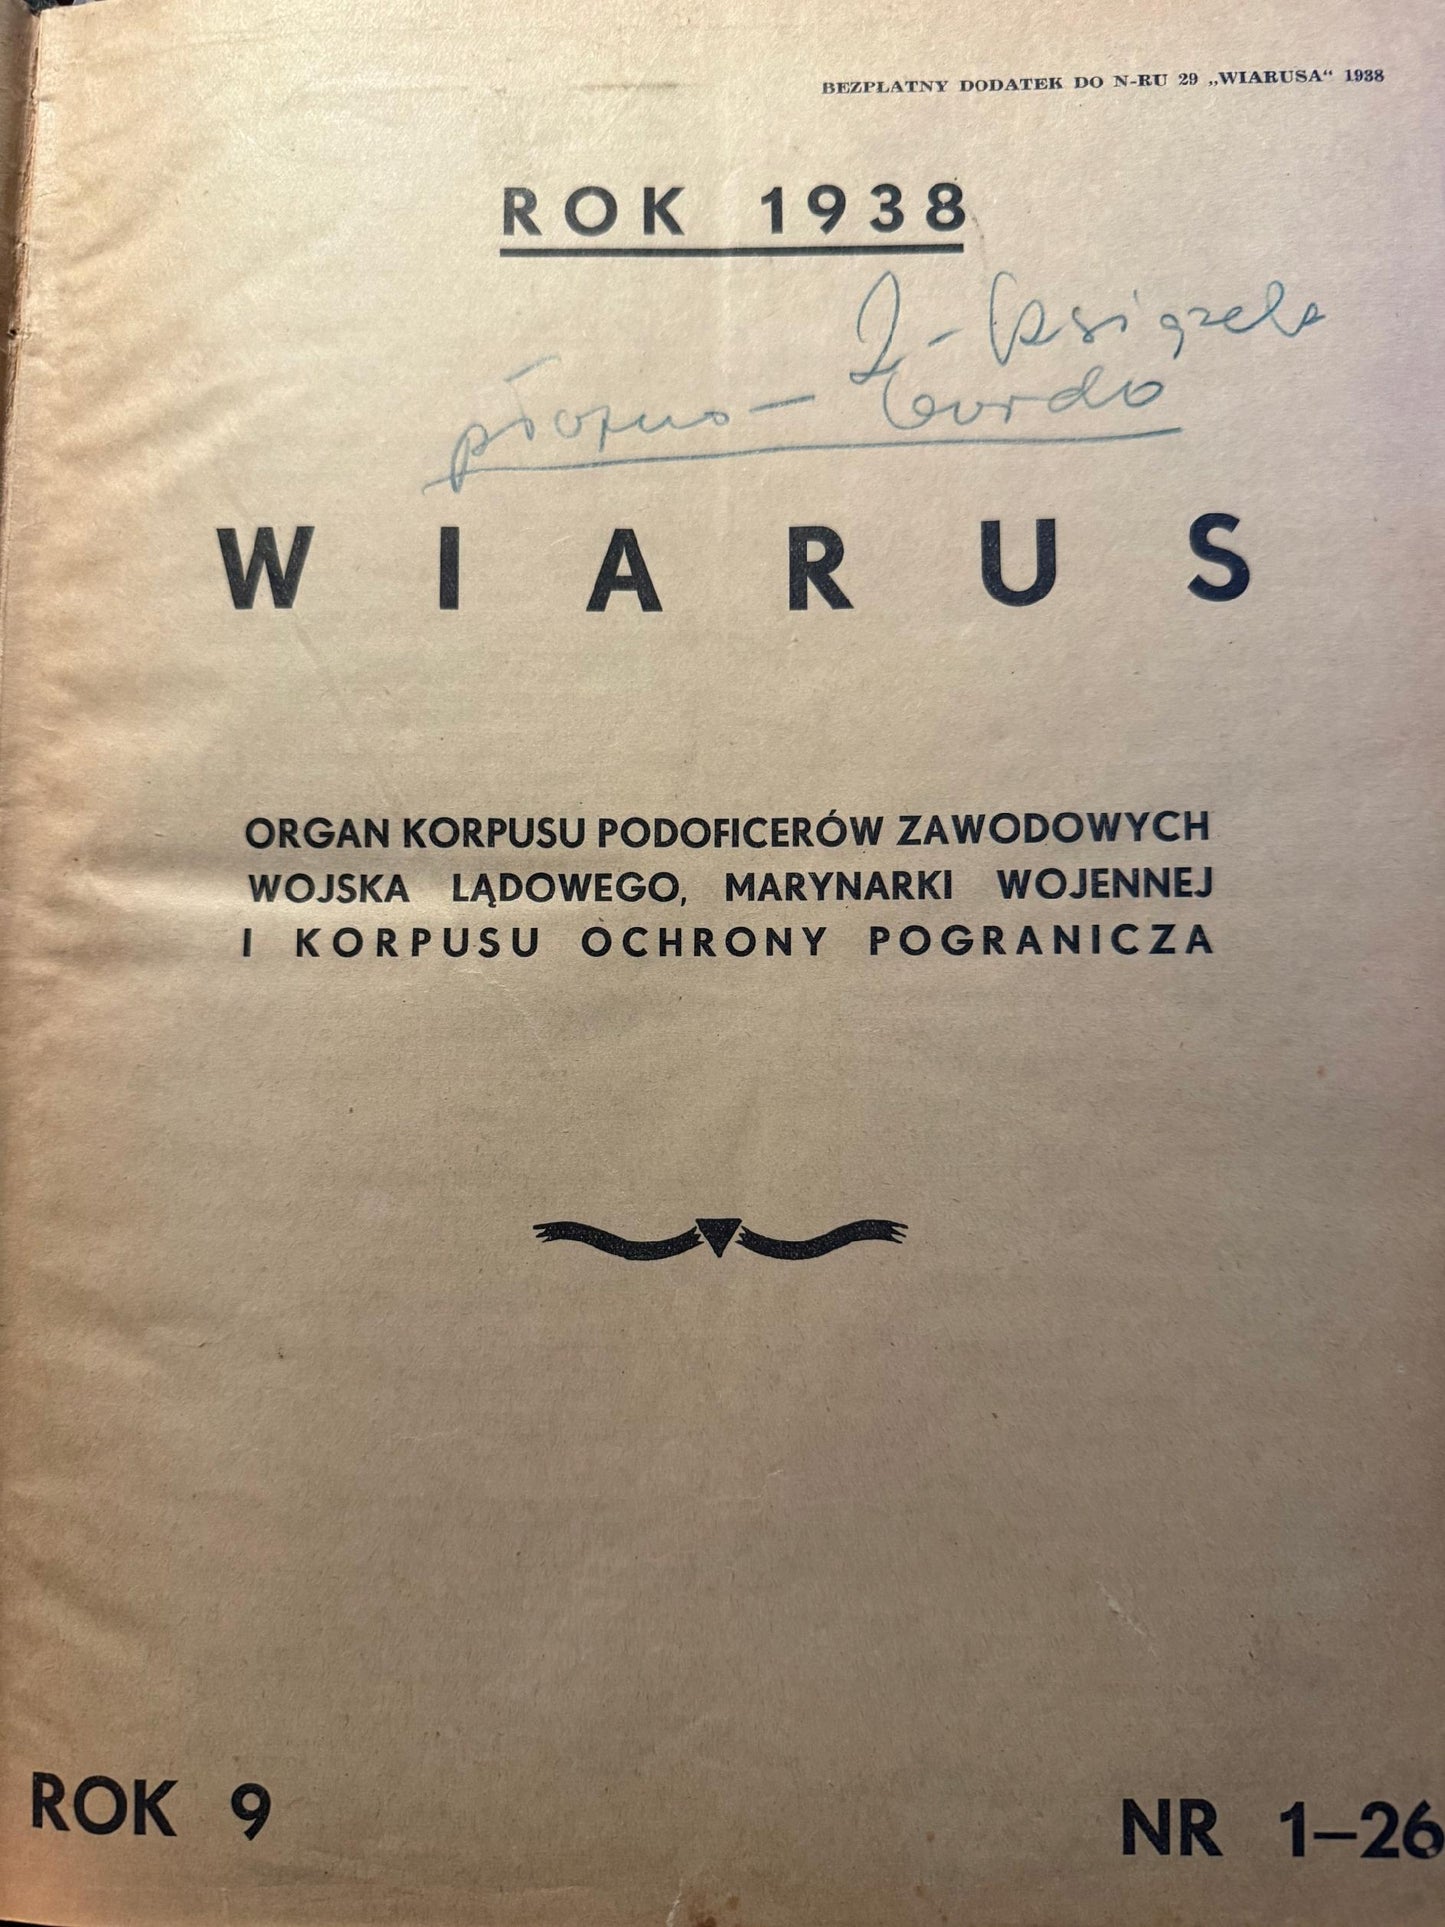 BEZPŁATNY DODATEK DO N-RU 29 „WIARUSA“ 1938
ROK 1938
płótno —
WIARUS
ORGAN KORPUSU PODOFICERÓW ZAWODOWYCH
WOJSKA LĄDOWEGO, MARYNARKI WOJENNEJ
I KORPUSU OCHRONY POGRANICZA
ROK 9
NR 1–26